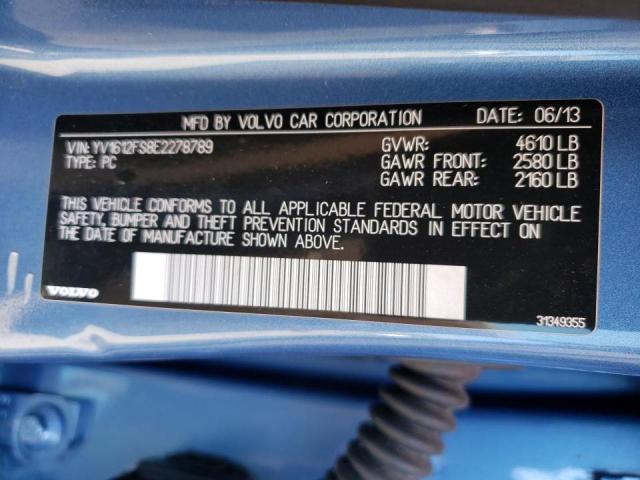 MFD BY VOLVO CAR CORPORATION DATE: 06/13
VIN: YV1612FS8E2278789 GVWR: 4610 LB
TYPE: PC GAWR FRONT: 2580 LB
GAWR REAR: 2160 LB
THIS VEHICLE CONFORMS TO ALL APPLICABLE FEDERAL MOTOR VEHICLE
SAFETY, BUMPER AND THEFT PREVENTION STANDARDS IN EFFECT ON
THE DATE OF MANUFACTURE SHOWN ABOVE.
VOLVO 31349355